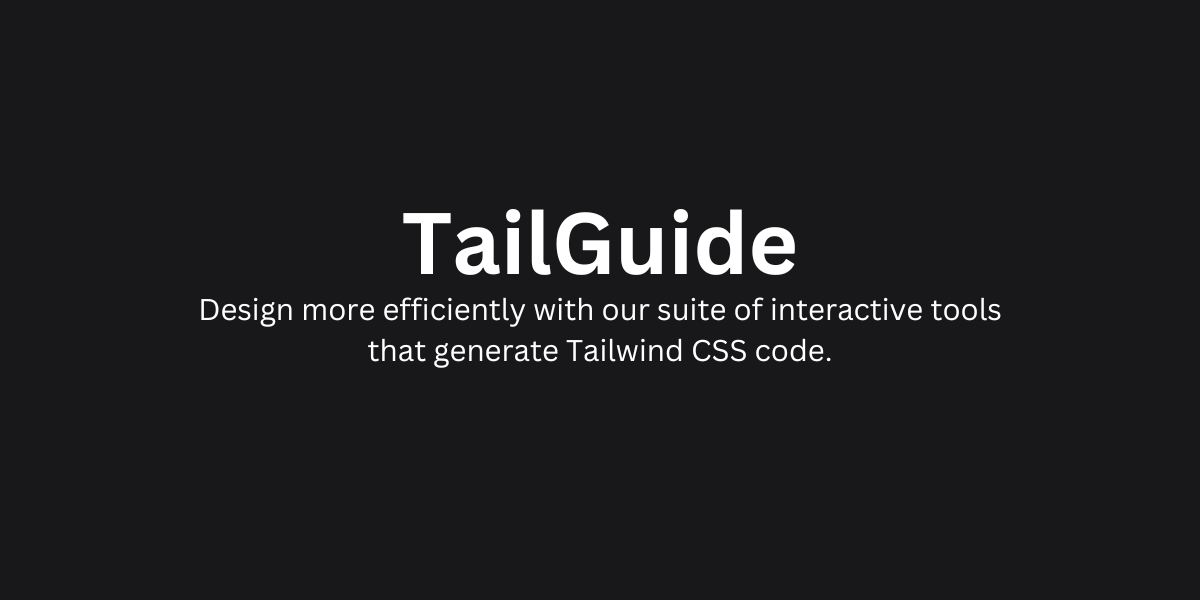 TailGuide
Design more efficiently with our suite of interactive tools
that generate Tailwind CSS code.